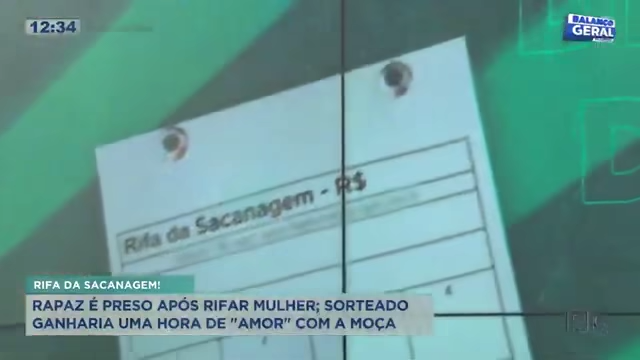 12:34
BALANÇO
GERAL
Rifa da Sacanagem - R$
RIFA DA SACANAGEM!
RAPAZ É PRESO APÓS RIFAR MULHER; SORTEADO
GANHARIA UMA HORA DE "AMOR" COM A MOÇA